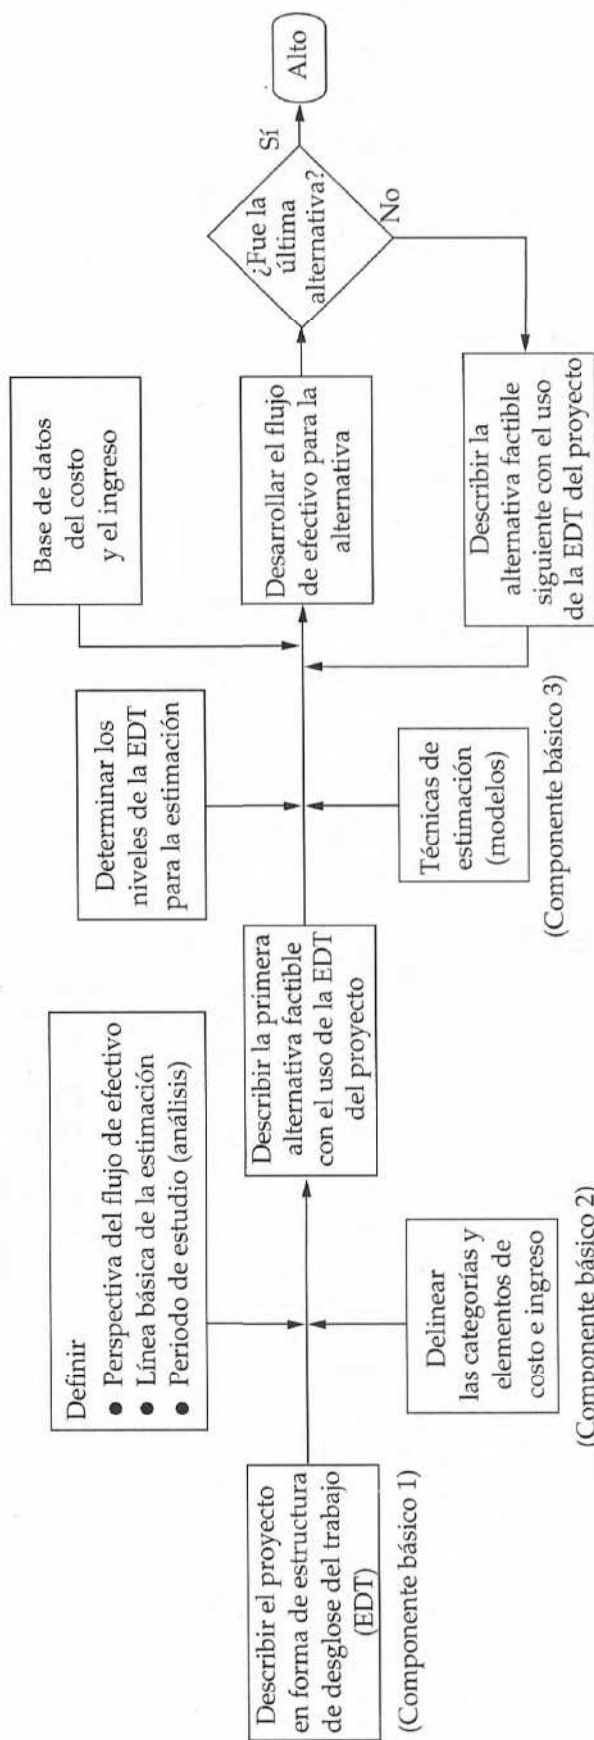 Definir
● Perspectiva del flujo de efectivo
● Línea básica de la estimación
● Periodo de estudio (análisis)
Describir el proyecto
en forma de estructura
de desglose del trabajo
(EDT)
(Componente básico 1)
Delinear
las categorías y
elementos de
costo e ingreso
(Componente básico 2)
Describir la primera
alternativa factible
con el uso de la EDT
del proyecto
Determinar los
niveles de la EDT
para la estimación
Técnicas de
estimación
(modelos)
(Componente básico 3)
Base de datos
del costo
y el ingreso
Desarrollar el flujo
de efectivo para la
alternativa
Describir la
alternativa factible
siguiente con el uso
de la EDT del proyecto
¿Fue la
última
alternativa?
Sí
No
Alto